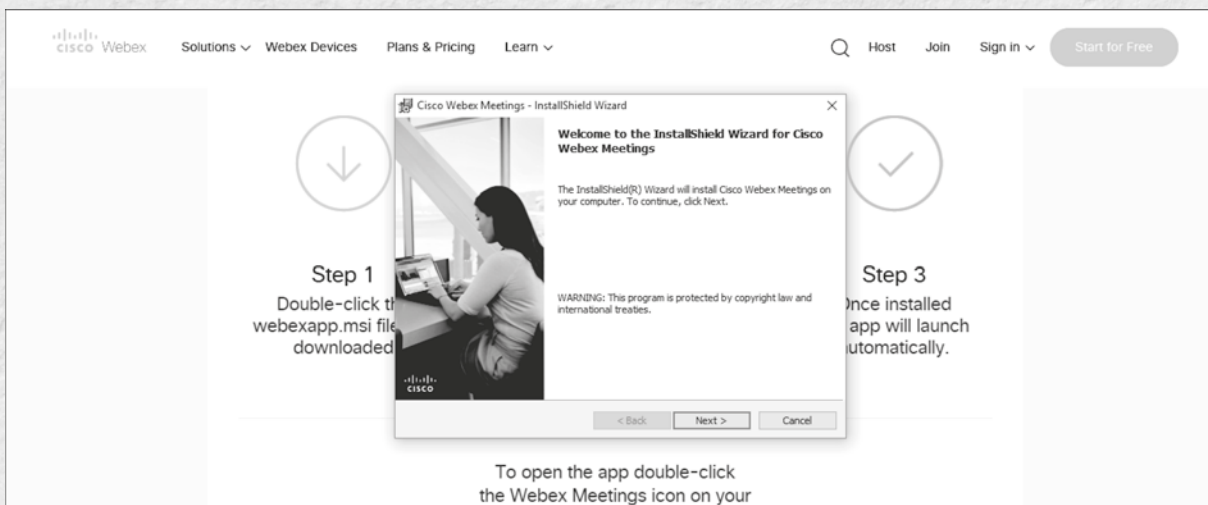 CISCO Webex
Solutions Webex Devices Plans & Pricing Learn
Host Join Sign in Start for Free
Cisco Webex Meetings - InstallShield Wizard
Welcome to the InstallShield Wizard for Cisco
Webex Meetings
The InstallShield(R) Wizard will install Cisco Webex Meetings on
your computer. To continue, click Next.
WARNING: This program is protected by copyright law and
international treaties.
CISCO
< Back Next > Cancel
Step 1
Double-click
webexapp.msi
downloaded
Step 3
installed
app will launch
automatically.
To open the app double-click
the Webex Meetings icon on your